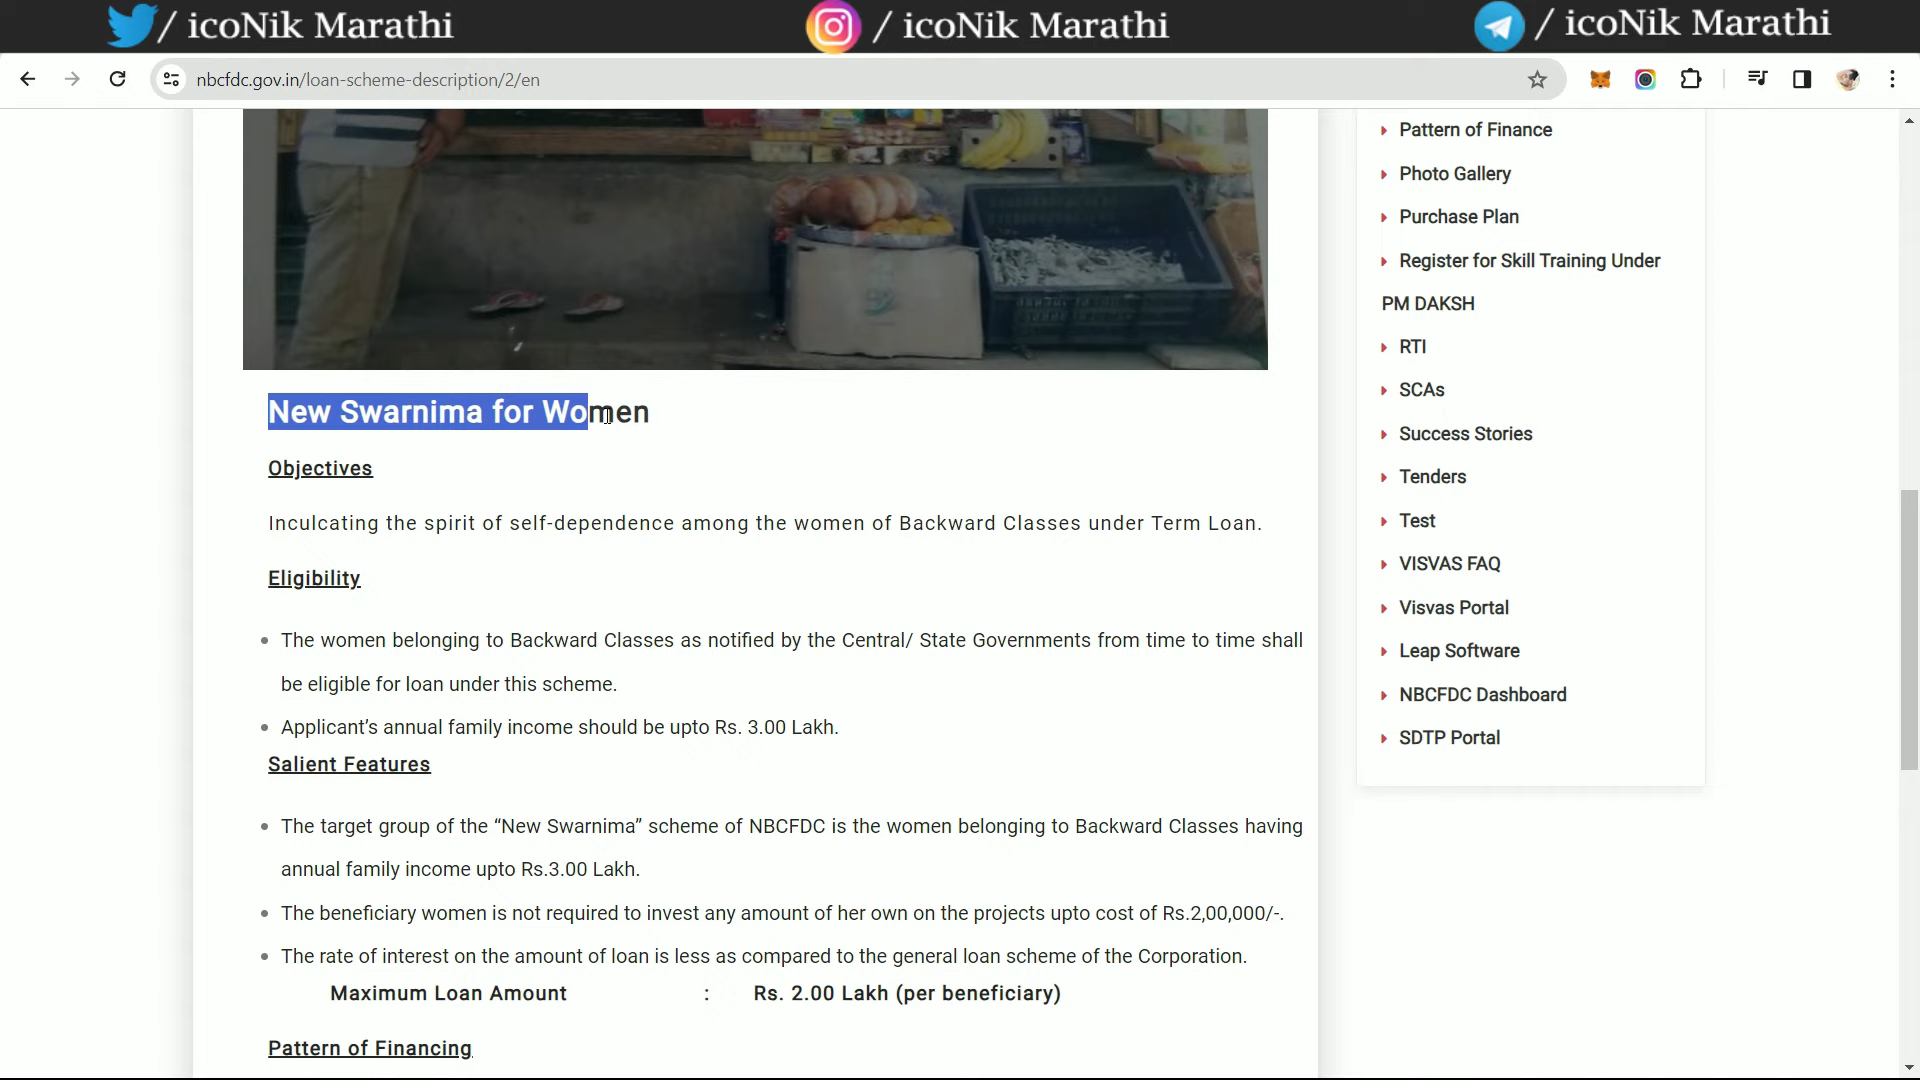 / icoNik Marathi
/ icoNik Marathi
/ icoNik Marathi
nbcfdc.gov.in/loan-scheme-description/2/en
New Swarnima for Women
Objectives
Inculcating the spirit of self-dependence among the women of Backward Classes under Term Loan.
Eligibility
The women belonging to Backward Classes as notified by the Central/ State Governments from time to time shall
be eligible for loan under this scheme.
Applicant’s annual family income should be upto Rs. 3.00 Lakh.
Salient Features
The target group of the “New Swarnima” scheme of NBCFDC is the women belonging to Backward Classes having
annual family income upto Rs.3.00 Lakh.
The beneficiary women is not required to invest any amount of her own on the projects upto cost of Rs.2,00,000/-.
The rate of interest on the amount of loan is less as compared to the general loan scheme of the Corporation.
Maximum Loan Amount : Rs. 2.00 Lakh (per beneficiary)
Pattern of Financing
Pattern of Finance
Photo Gallery
Purchase Plan
Register for Skill Training Under
PM DAKSH
RTI
SCAs
Success Stories
Tenders
Test
VISVAS FAQ
Visvas Portal
Leap Software
NBCFDC Dashboard
SDTP Portal